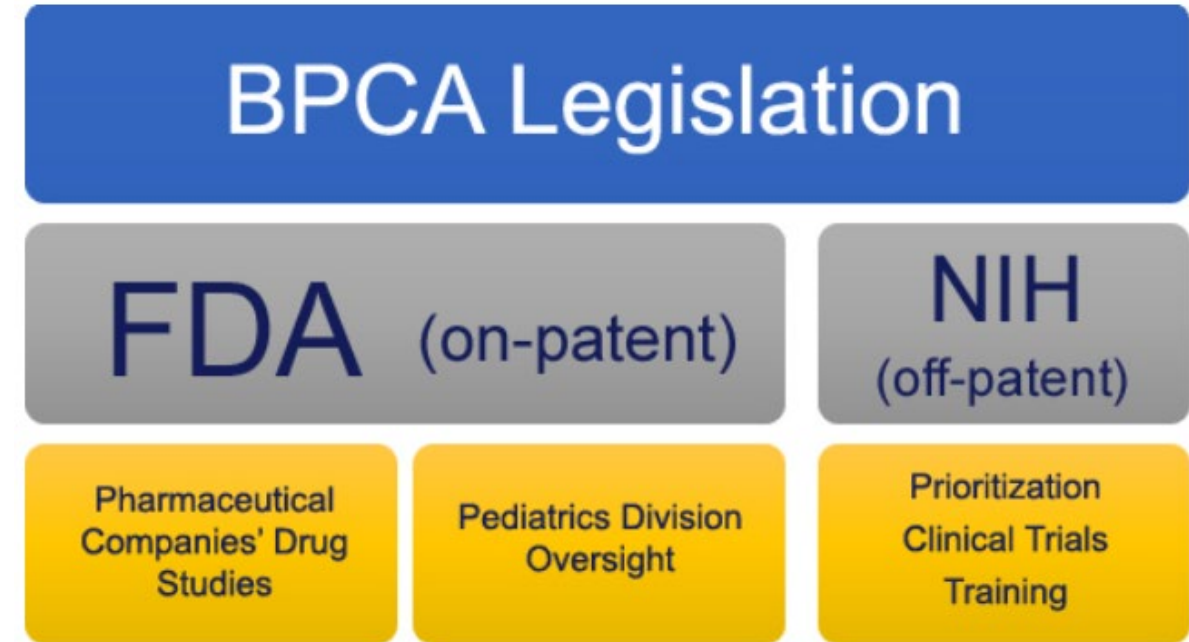 BPCA Legislation
FDA (on-patent)
NIH
(off-patent)
Pharmaceutical
Companies’ Drug
Studies
Pediatrics Division
Oversight
Prioritization
Clinical Trials
Training